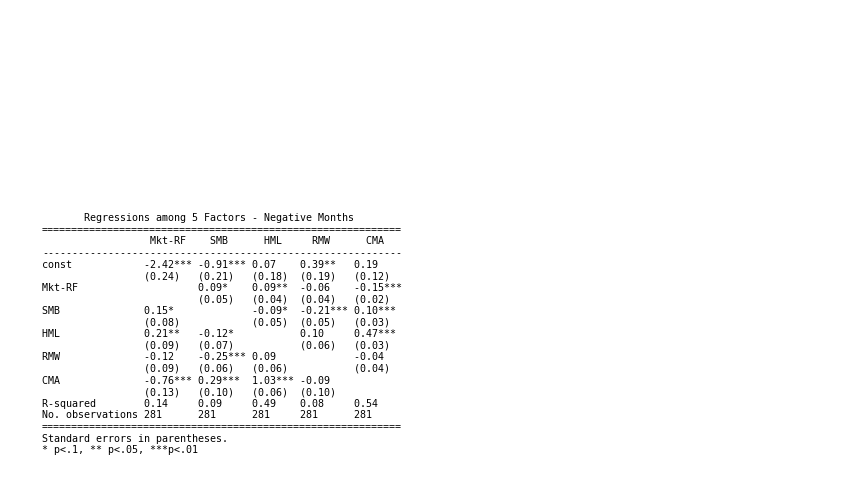 Regressions among 5 Factors - Negative Months
============================================================
                  Mkt-RF    SMB      HML     RMW      CMA
------------------------------------------------------------
const            -2.42*** -0.91*** 0.07    0.39**   0.19
                 (0.24)   (0.21)   (0.18)  (0.19)   (0.12)
Mkt-RF                    0.09*    0.09**  -0.06    -0.15***
                          (0.05)   (0.04)  (0.04)   (0.02)
SMB              0.15*             -0.09*  -0.21*** 0.10***
                 (0.08)            (0.05)  (0.05)   (0.03)
HML              0.21**   -0.12*           0.10     0.47***
                 (0.09)   (0.07)           (0.06)   (0.03)
RMW              -0.12    -0.25*** 0.09             -0.04
                 (0.09)   (0.06)   (0.06)           (0.04)
CMA              -0.76*** 0.29***  1.03*** -0.09
                 (0.13)   (0.10)   (0.06)  (0.10)
R-squared        0.14     0.09     0.49    0.08     0.54
No. observations 281      281      281     281      281
============================================================
Standard errors in parentheses.
* p<.1, ** p<.05, ***p<.01